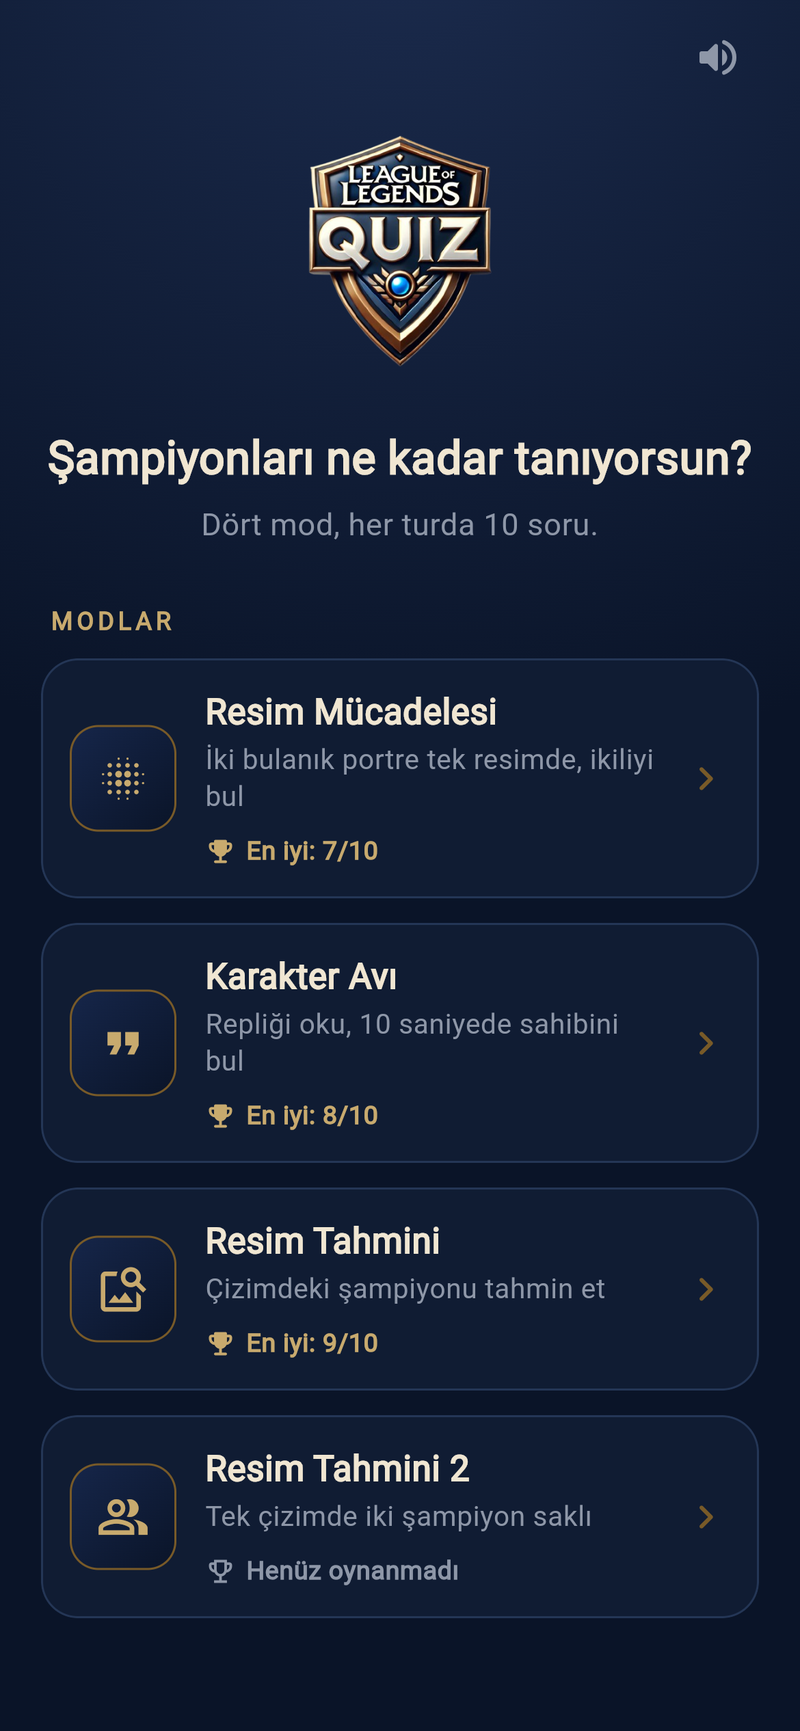 LEAGUE OF
LEGENDS
QUIZ
Şampiyonları ne kadar tanıyorsun?
Dört mod, her turda 10 soru.
MODLAR
Resim Mücadelesi
İki bulanık portre tek resimde, ikiliyi
bul
En iyi: 7/10
Karakter Avı
Repliği oku, 10 saniyede sahibini
bul
En iyi: 8/10
Resim Tahmini
Çizimdeki şampiyonu tahmin et
En iyi: 9/10
Resim Tahmini 2
Tek çizimde iki şampiyon saklı
Henüz oynanmadı